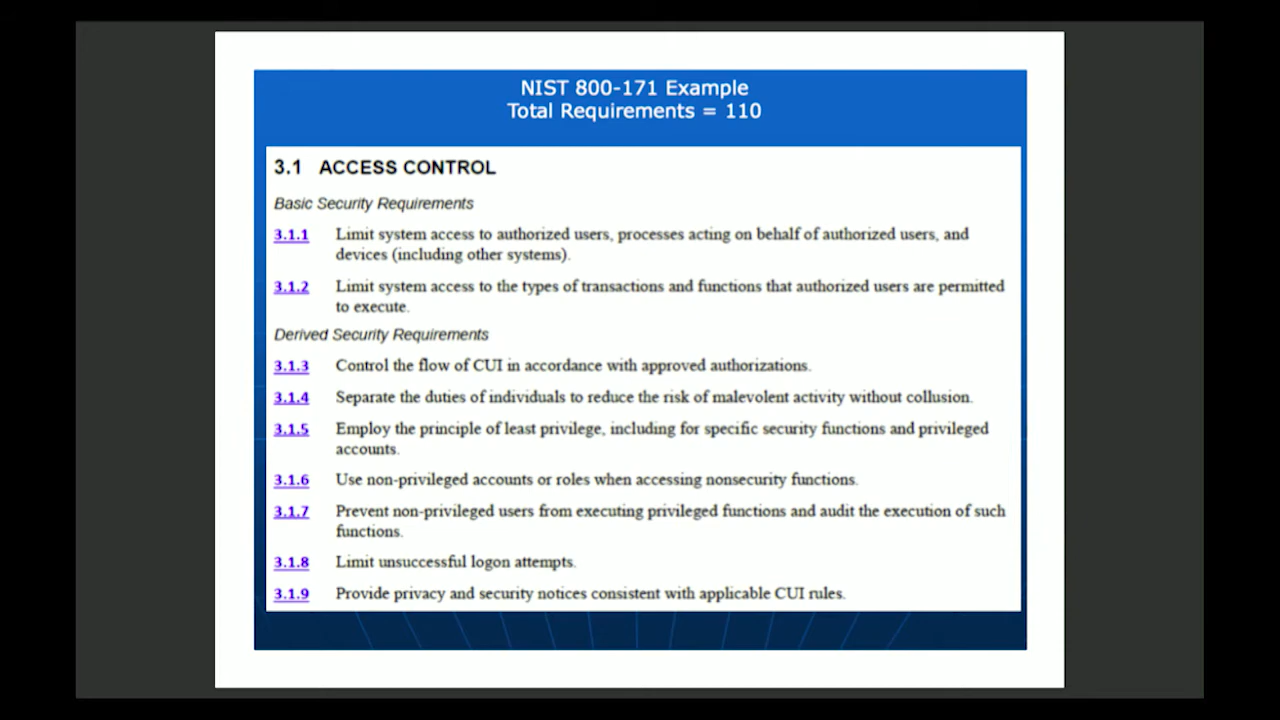 NIST 800-171 Example
Total Requirements = 110
3.1 ACCESS CONTROL
Basic Security Requirements
3.1.1 Limit system access to authorized users, processes acting on behalf of authorized users, and
devices (including other systems).
3.1.2 Limit system access to the types of transactions and functions that authorized users are permitted
to execute.
Derived Security Requirements
3.1.3 Control the flow of CUI in accordance with approved authorizations.
3.1.4 Separate the duties of individuals to reduce the risk of malevolent activity without collusion.
3.1.5 Employ the principle of least privilege, including for specific security functions and privileged
accounts.
3.1.6 Use non-privileged accounts or roles when accessing nonsecurity functions.
3.1.7 Prevent non-privileged users from executing privileged functions and audit the execution of such
functions.
3.1.8 Limit unsuccessful logon attempts.
3.1.9 Provide privacy and security notices consistent with applicable CUI rules.